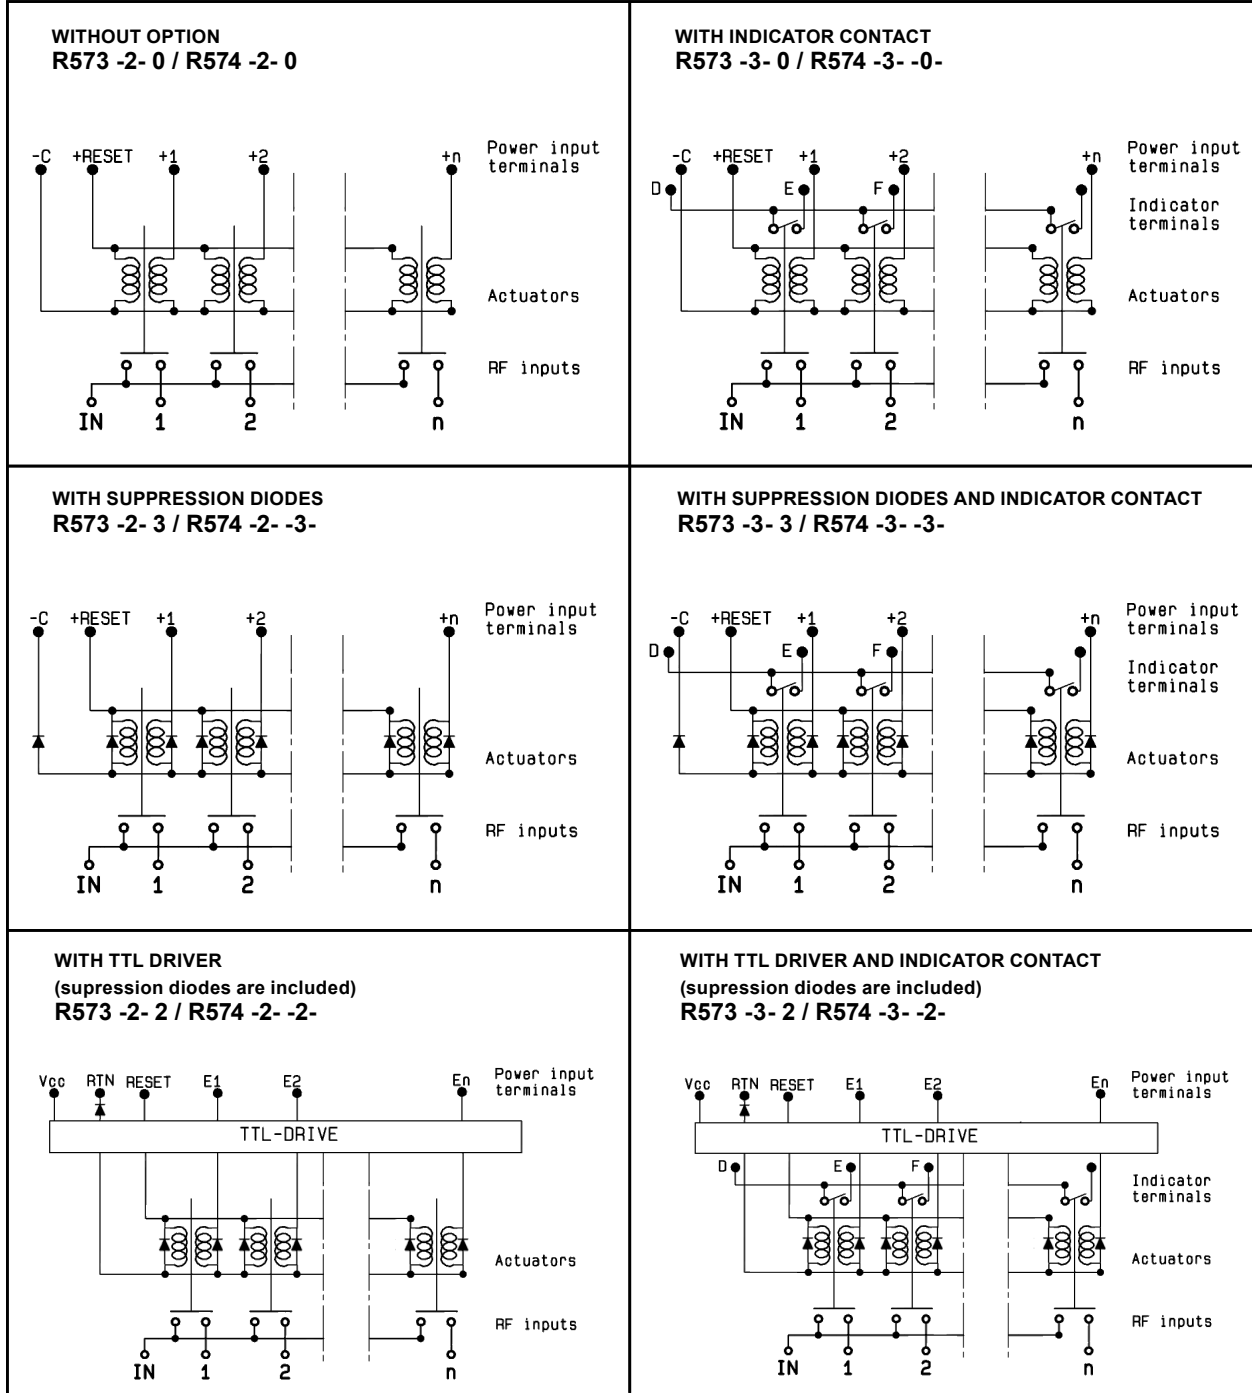 WITHOUT OPTION
R573 -2- 0 / R574 -2- 0
-C +RESET +1 +2 +n
Power input
terminals
Actuators
RF inputs
IN 1 2 n
WITH INDICATOR CONTACT
R573 -3- 0 / R574 -3- -0-
-C +RESET +1 +2 +n
Power input
terminals
D E F
Indicator
terminals
Actuators
RF inputs
IN 1 2 n
WITH SUPPRESSION DIODES
R573 -2- 3 / R574 -2- -3-
-C +RESET +1 +2 +n
Power input
terminals
Actuators
RF inputs
IN 1 2 n
WITH SUPPRESSION DIODES AND INDICATOR CONTACT
R573 -3- 3 / R574 -3- -3-
-C +RESET +1 +2 +n
Power input
terminals
D E F
Indicator
terminals
Actuators
RF inputs
IN 1 2 n
WITH TTL DRIVER
(supression diodes are included)
R573 -2- 2 / R574 -2- -2-
Vcc RTN RESET E1 E2 En
Power input
terminals
TTL-DRIVE
Actuators
RF inputs
IN 1 2 n
WITH TTL DRIVER AND INDICATOR CONTACT
(supression diodes are included)
R573 -3- 2 / R574 -3- -2-
Vcc RTN RESET E1 E2 En
Power input
terminals
TTL-DRIVE
D E F
Indicator
terminals
Actuators
RF inputs
IN 1 2 n